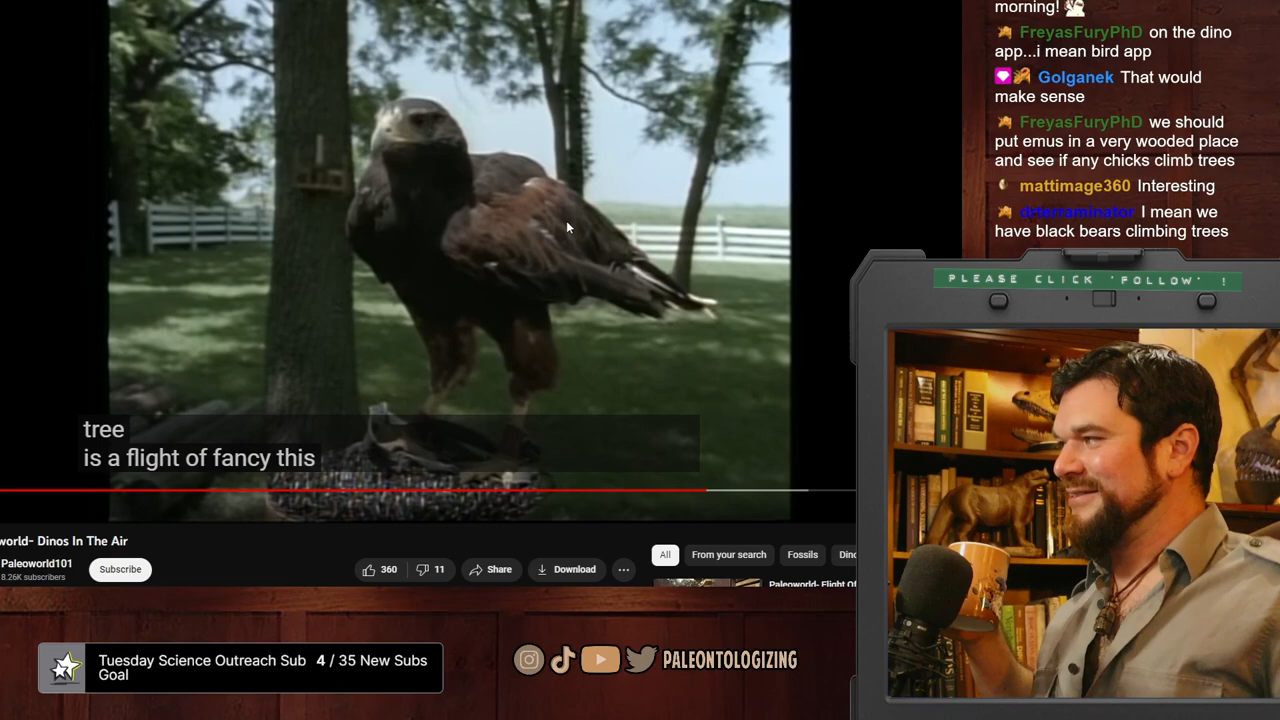 morning!
FreyasFuryPhD on the dino
app...i mean bird app
Golganek That would
make sense
FreyasFuryPhD we should
put emus in a very wooded place
and see if any chicks climb trees
mattimage360 Interesting
drterraminator I mean we
have black bears climbing trees
PLEASE CLICK 'FOLLOW' !
tree
is a flight of fancy this
world- Dinos In The Air
Paleoworld101
8.26K subscribers
Subscribe
360
11
Share
Download
All
From your search
Fossils
Dino
Paleoworld- Flight Of
Tuesday Science Outreach Sub 4 / 35 New Subs
Goal
PALEONTOLOGIZING